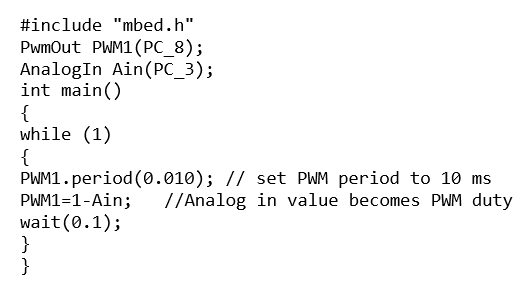 #include "mbed.h"
PwmOut PWM1(PC_8);
AnalogIn Ain(PC_3);
int main()
{
while (1)
{
PWM1.period(0.010); // set PWM period to 10 ms
PWM1=1-Ain;   //Analog in value becomes PWM duty
wait(0.1);
}
}